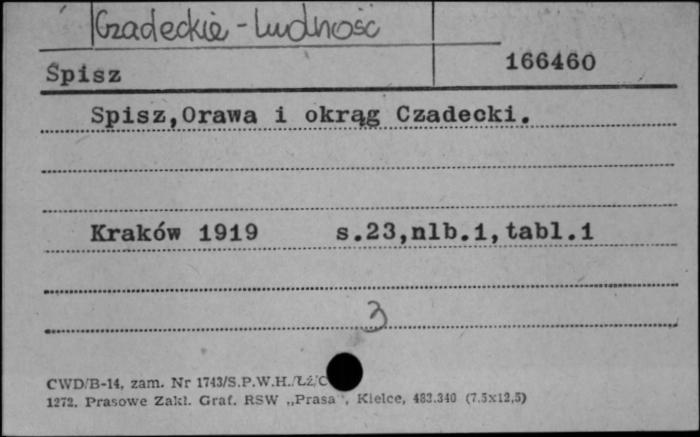 Czadeckie - ludność
Spisz 166460
Spisz,Orawa i okrąg Czadecki.
Kraków 1919 s.23,nlb.1,tabl.1
3
CWD/B-14, zam. Nr 1743/S.P.W.H./Łź/C
1272. Prasowe Zakł. Graf. RSW „Prasa", Kielce, 483.340 (7.5x12,5)